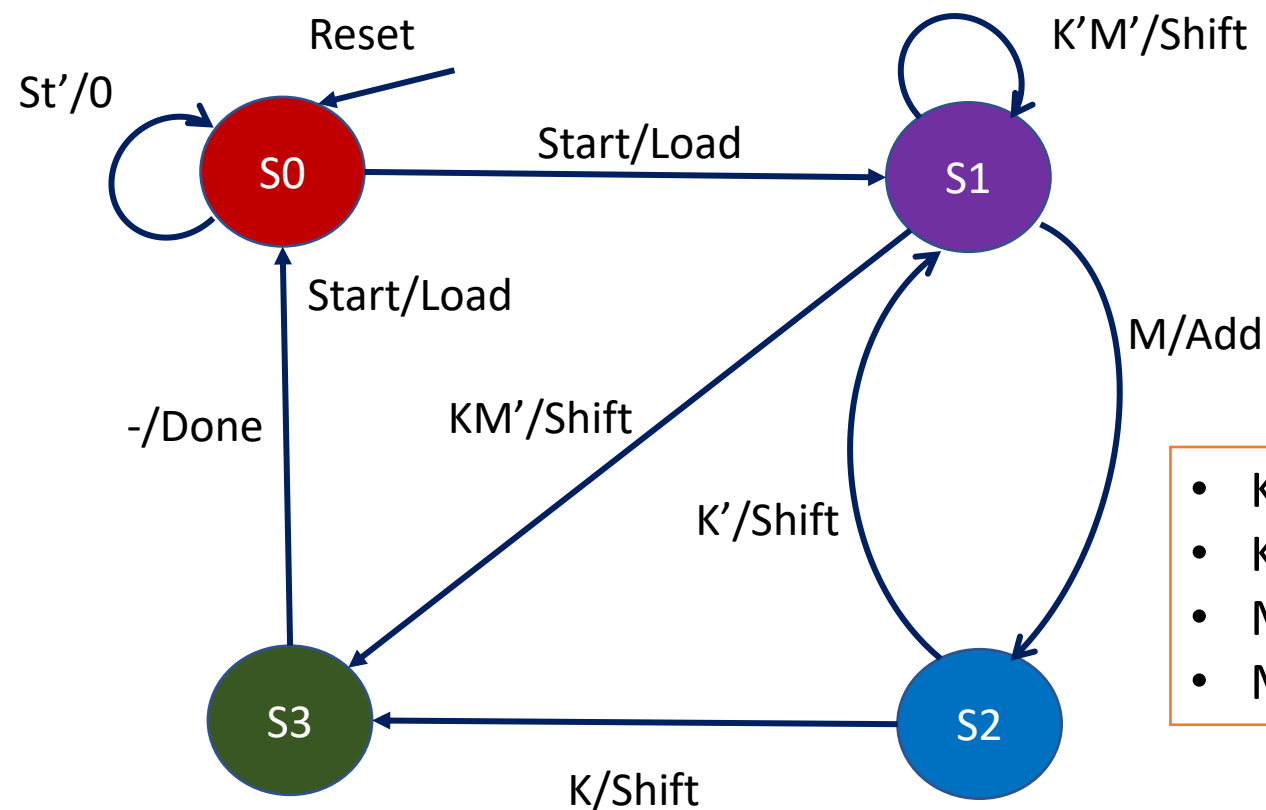 Reset
K’M’/Shift
St’/0
Start/Load
S0
S1
Start/Load
M/Add
-/Done
KM’/Shift
K’/Shift
• K
• K
• M
• M
S3
S2
K/Shift